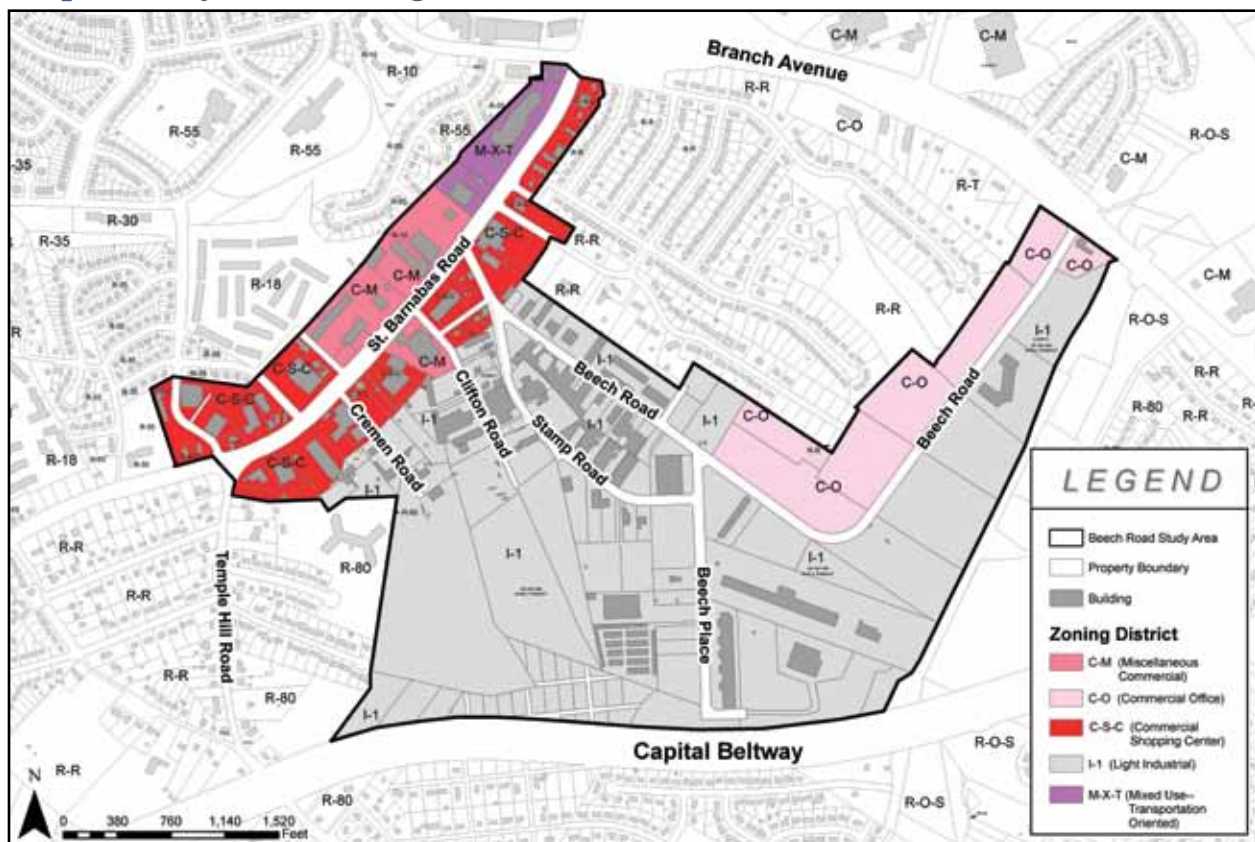 C-M
C-M
Branch Avenue
R-10
R-R
R-55
R-55
R-55
M-X-T
C-O
R-O-S
C-M
R-35
R-T
R-30
R-35
C-S-C
R-R
C-O
C-O
R-18
C-M
C-M
St. Barnabas Road
R-R
C-M
R-R
R-O-S
I-1
C-S-C
C-M
I-1
Beech Road
C-O
Beech Road
R-R
C-S-C
Clifton Road
I-1
I-1
C-O
R-80
R-R
Cremen Road
Stamp Road
R-18
C-S-C
I-1
C-O
R-R
I-1
I-1
R-80
R-R
Temple Hill Road
Beech Place
R-R
R-80
I-1
Capital Beltway
R-O-S
R-R
R-80
R-O-S
N
0 380 760 1,140 1,520
Feet
LEGEND
Beech Road Study Area
Property Boundary
Building
Zoning District
C-M (Miscellaneous
Commercial)
C-O (Commercial Office)
C-S-C (Commercial
Shopping Center)
I-1 (Light Industrial)
M-X-T (Mixed Use--
Transportation
Oriented)